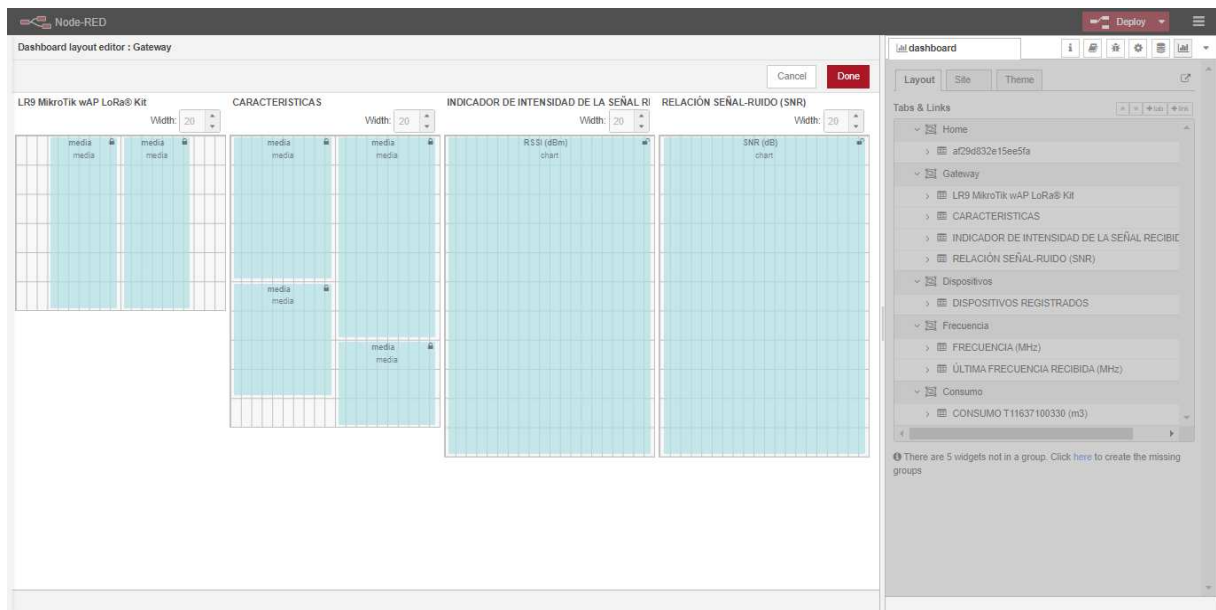 Node-RED
Deploy
Dashboard layout editor : Gateway
Cancel
Done
LR9 MikroTik wAP LoRa® Kit
Width: 20
media
media
media
media
CARACTERISTICAS
Width: 20
media
media
media
media
media
media
media
media
INDICADOR DE INTENSIDAD DE LA SEÑAL RI
Width: 20
RSSI (dBm)
chart
RELACIÓN SEÑAL-RUIDO (SNR)
Width: 20
SNR (dB)
chart
dashboard
i
Layout
Site
Theme
Tabs & Links
+tab
+link
Home
af29d832e15ee5fa
Gateway
LR9 MikroTik wAP LoRa® Kit
CARACTERISTICAS
INDICADOR DE INTENSIDAD DE LA SEÑAL RECIBIC
RELACIÓN SEÑAL-RUIDO (SNR)
Dispositivos
DISPOSITIVOS REGISTRADOS
Frecuencia
FRECUENCIA (MHz)
ÚLTIMA FRECUENCIA RECIBIDA (MHz)
Consumo
CONSUMO T11637100330 (m3)
There are 5 widgets not in a group. Click here to create the missing
groups